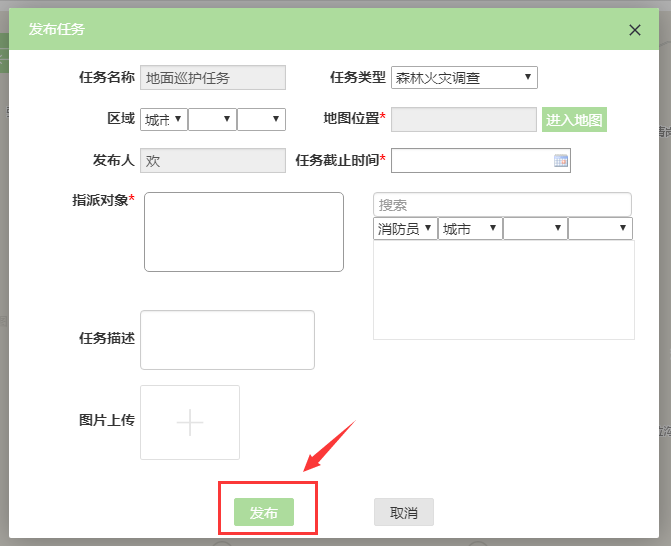 发布任务
任务名称 地面巡护任务 任务类型 森林火灾调查
区域 城市 地图位置* 进入地图
发布人 欢 任务截止时间*
指派对象* 搜索
消防员 城市
任务描述
图片上传
发布 取消